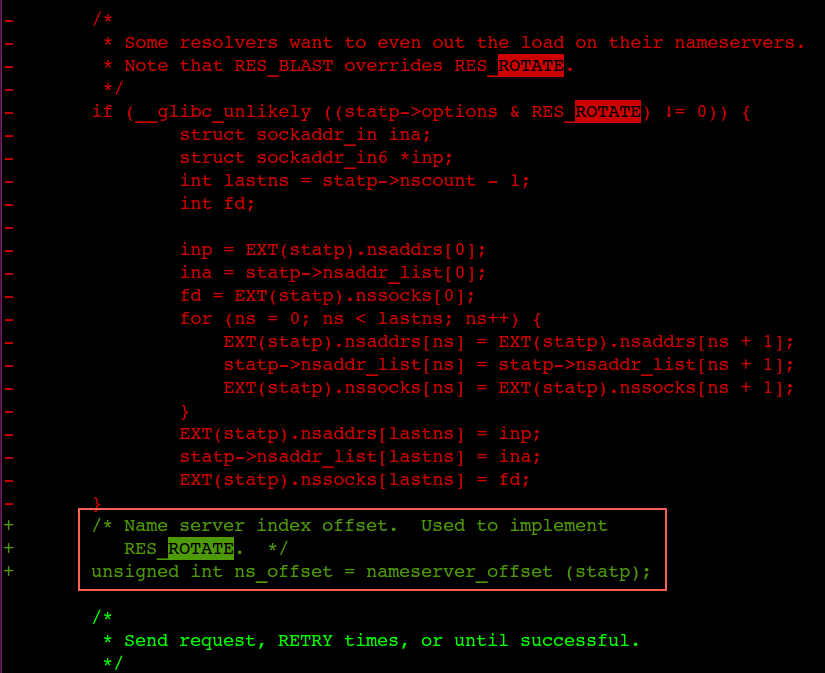 -       /*
-        * Some resolvers want to even out the load on their nameservers.
-        * Note that RES_BLAST overrides RES_ROTATE.
-        */
-       if (__glibc_unlikely ((statp->options & RES_ROTATE) != 0)) {
-               struct sockaddr_in ina;
-               struct sockaddr_in6 *inp;
-               int lastns = statp->nscount - 1;
-               int fd;
-
-               inp = EXT(statp).nsaddrs[0];
-               ina = statp->nsaddr_list[0];
-               fd = EXT(statp).nssocks[0];
-               for (ns = 0; ns < lastns; ns++) {
-                   EXT(statp).nsaddrs[ns] = EXT(statp).nsaddrs[ns + 1];
-                   statp->nsaddr_list[ns] = statp->nsaddr_list[ns + 1];
-                   EXT(statp).nssocks[ns] = EXT(statp).nssocks[ns + 1];
-               }
-               EXT(statp).nsaddrs[lastns] = inp;
-               statp->nsaddr_list[lastns] = ina;
-               EXT(statp).nssocks[lastns] = fd;
-       }
+       /* Name server index offset.  Used to implement
+          RES_ROTATE.  */
+       unsigned int ns_offset = nameserver_offset (statp);

        /*
         * Send request, RETRY times, or until successful.
         */